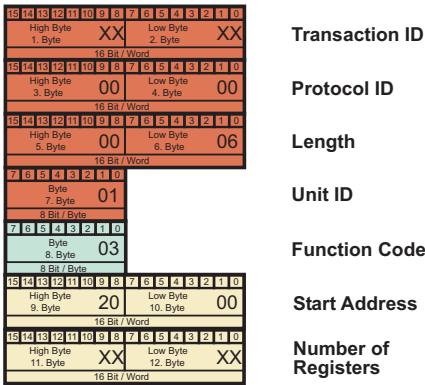 15 14 13 12 11 10 9 8 7 6 5 4 3 2 1 0
High Byte XX Low Byte XX Transaction ID
1. Byte 2. Byte
16 Bit / Word
15 14 13 12 11 10 9 8 7 6 5 4 3 2 1 0
High Byte 00 Low Byte 00 Protocol ID
3. Byte 4. Byte
16 Bit / Word
15 14 13 12 11 10 9 8 7 6 5 4 3 2 1 0
High Byte 00 Low Byte 06 Length
5. Byte 6. Byte
16 Bit / Word
7 6 5 4 3 2 1 0
Byte 01 Unit ID
7. Byte
8 Bit / Byte
7 6 5 4 3 2 1 0
Byte 03 Function Code
8. Byte
8 Bit / Byte
15 14 13 12 11 10 9 8 7 6 5 4 3 2 1 0
High Byte 20 Low Byte 00 Start Address
9. Byte 10. Byte
16 Bit / Word
15 14 13 12 11 10 9 8 7 6 5 4 3 2 1 0
High Byte XX Low Byte XX Number of
11. Byte 12. Byte Registers
16 Bit / Word